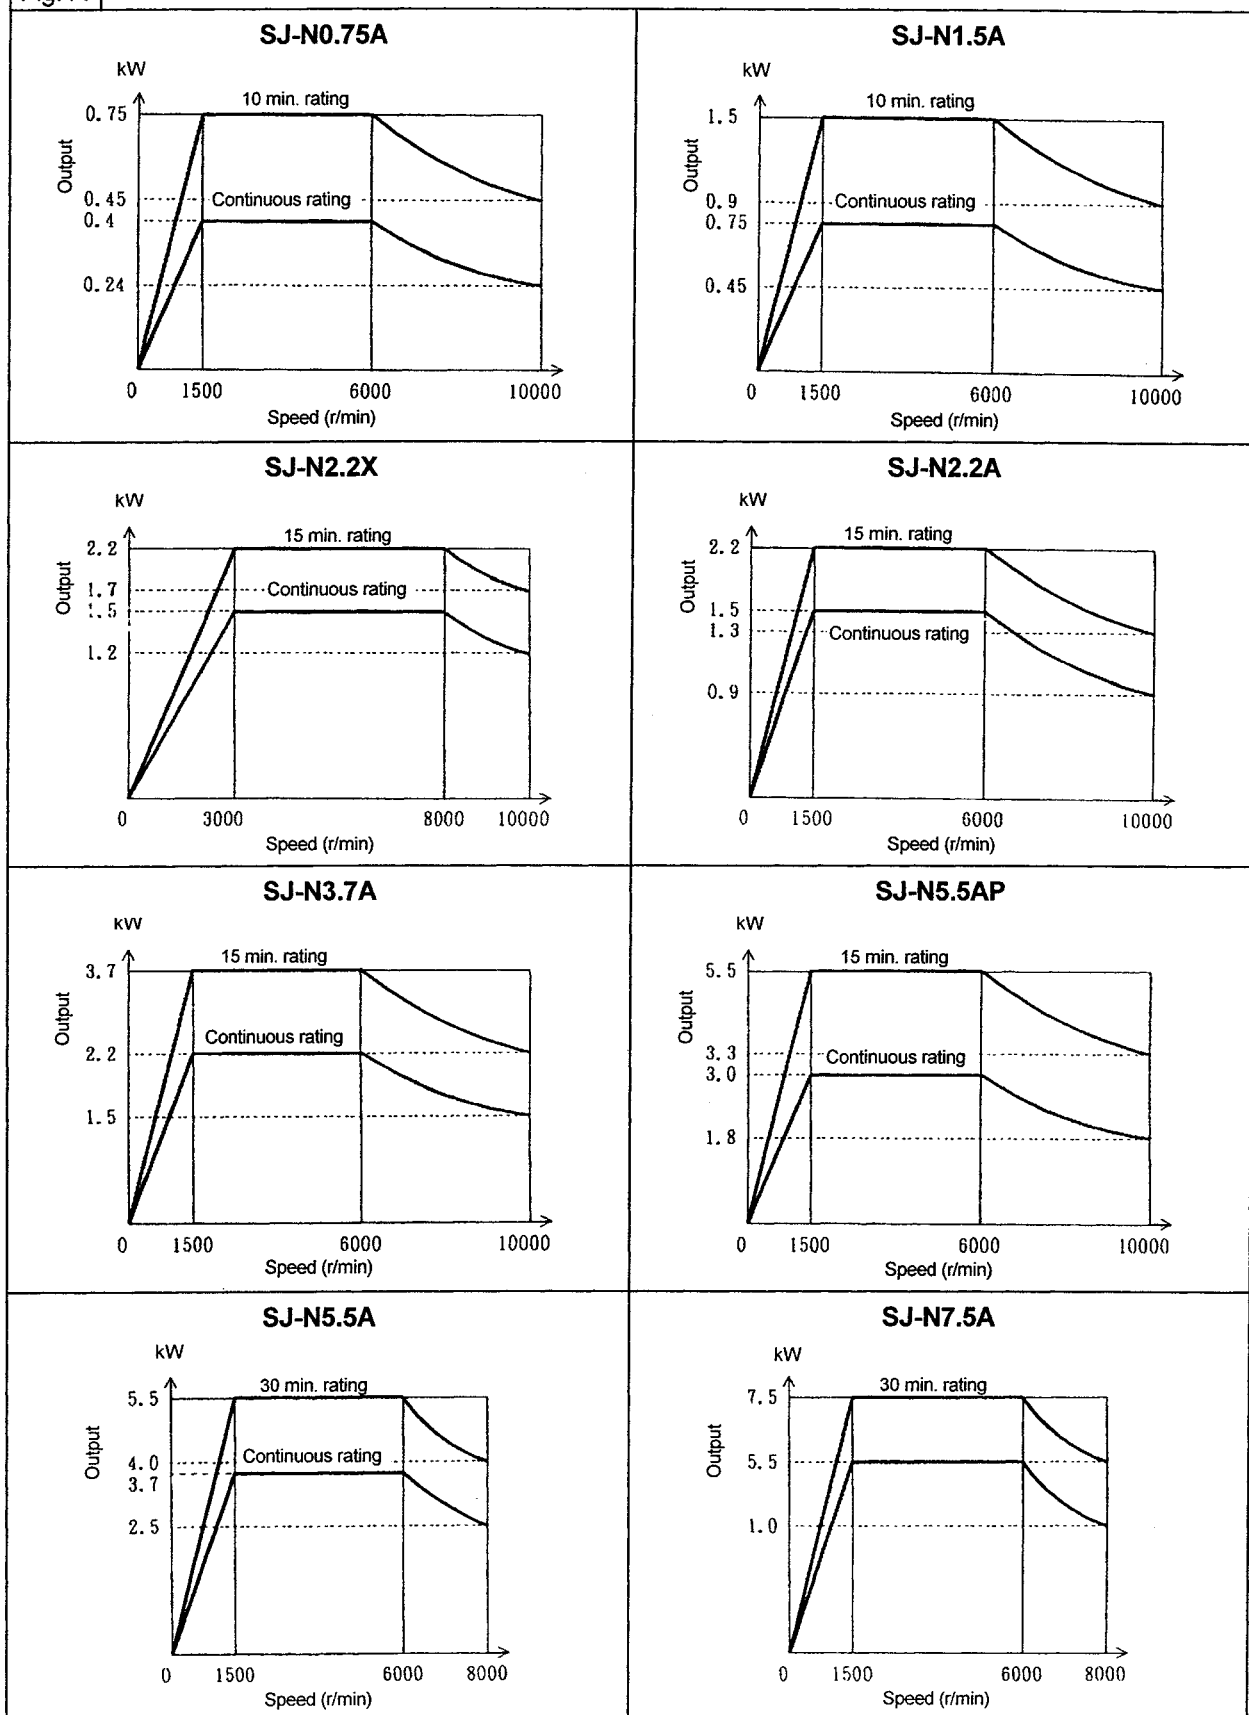 SJ-N0.75A
kW
10 min. rating
0.75
Output
0.45
Continuous rating
0.4
0.24
0 1500 6000 10000
Speed (r/min)
SJ-N1.5A
kW
10 min. rating
1.5
Output
0.9
Continuous rating
0.75
0.45
0 1500 6000 10000
Speed (r/min)
SJ-N2.2X
kW
15 min. rating
2.2
Output
1.7
Continuous rating
1.5
1.2
0 3000 8000 10000
Speed (r/min)
SJ-N2.2A
kW
15 min. rating
2.2
Output
1.5
1.3
Continuous rating
0.9
0 1500 6000 10000
Speed (r/min)
SJ-N3.7A
kW
15 min. rating
3.7
Output
Continuous rating
2.2
1.5
0 1500 6000 10000
Speed (r/min)
SJ-N5.5AP
kW
15 min. rating
5.5
Output
3.3
Continuous rating
3.0
1.8
0 1500 6000 10000
Speed (r/min)
SJ-N5.5A
kW
30 min. rating
5.5
Output
Continuous rating
4.0
3.7
2.5
0 1500 6000 8000
Speed (r/min)
SJ-N7.5A
kW
30 min. rating
7.5
Output
5.5
1.0
0 1500 6000 8000
Speed (r/min)